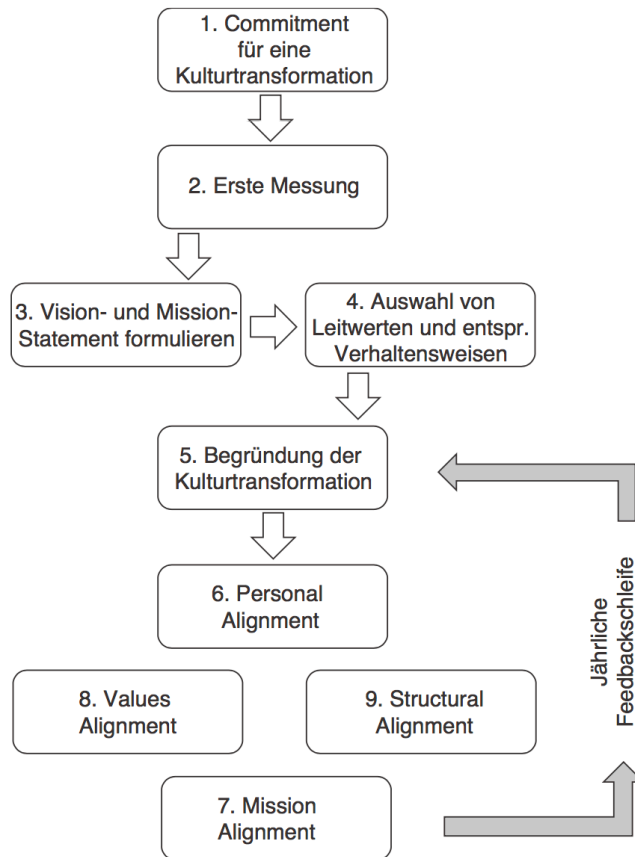 1. Commitment
für eine
Kulturtransformation
2. Erste Messung
3. Vision- und Mission-
Statement formulieren
4. Auswahl von
Leitwerten und entspr.
Verhaltensweisen
5. Begründung der
Kulturtransformation
6. Personal
Alignment
8. Values
Alignment
9. Structural
Alignment
7. Mission
Alignment
Jährliche
Feedbackschleife